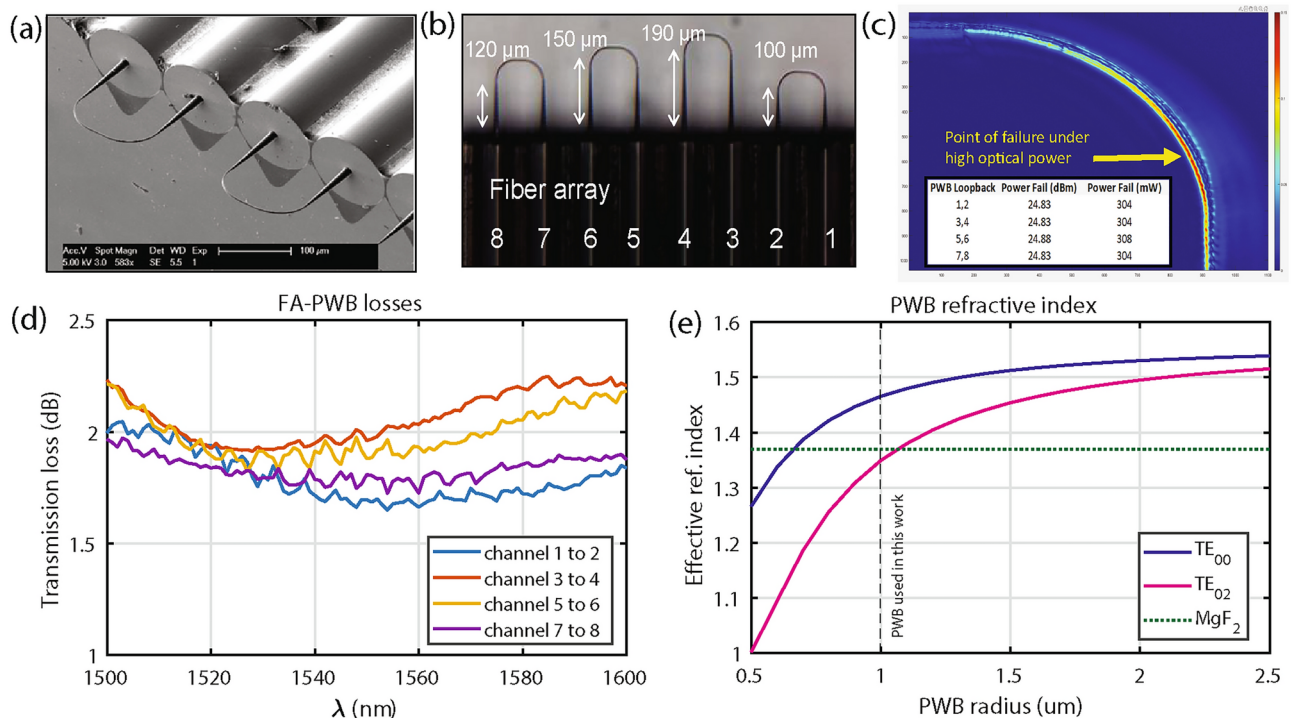 (a)
Acc.V Spot Magn Det WD Exp
5.00 kV 3.0 583x SE 5.5 1
100 µm
(b)
120 µm
150 µm
190 µm
100 µm
Fiber array
8 7 6 5 4 3 2 1
(c)
Point of failure under
high optical power
PWB Loopback Power Fail (dBm) Power Fail (mW)
1,2 24.83 304
3,4 24.83 304
5,6 24.88 308
7,8 24.83 304
(d)
FA-PWB losses
Transmission loss (dB)
2.5
2
1.5
1
1500 1520 1540 1560 1580 1600
λ (nm)
channel 1 to 2
channel 3 to 4
channel 5 to 6
channel 7 to 8
(e)
PWB refractive index
Effective ref. index
1.6
1.5
1.4
1.3
1.2
1.1
1
0.5 1 1.5 2 2.5
PWB radius (um)
PWB used in this work
TE00
TE02
MgF2